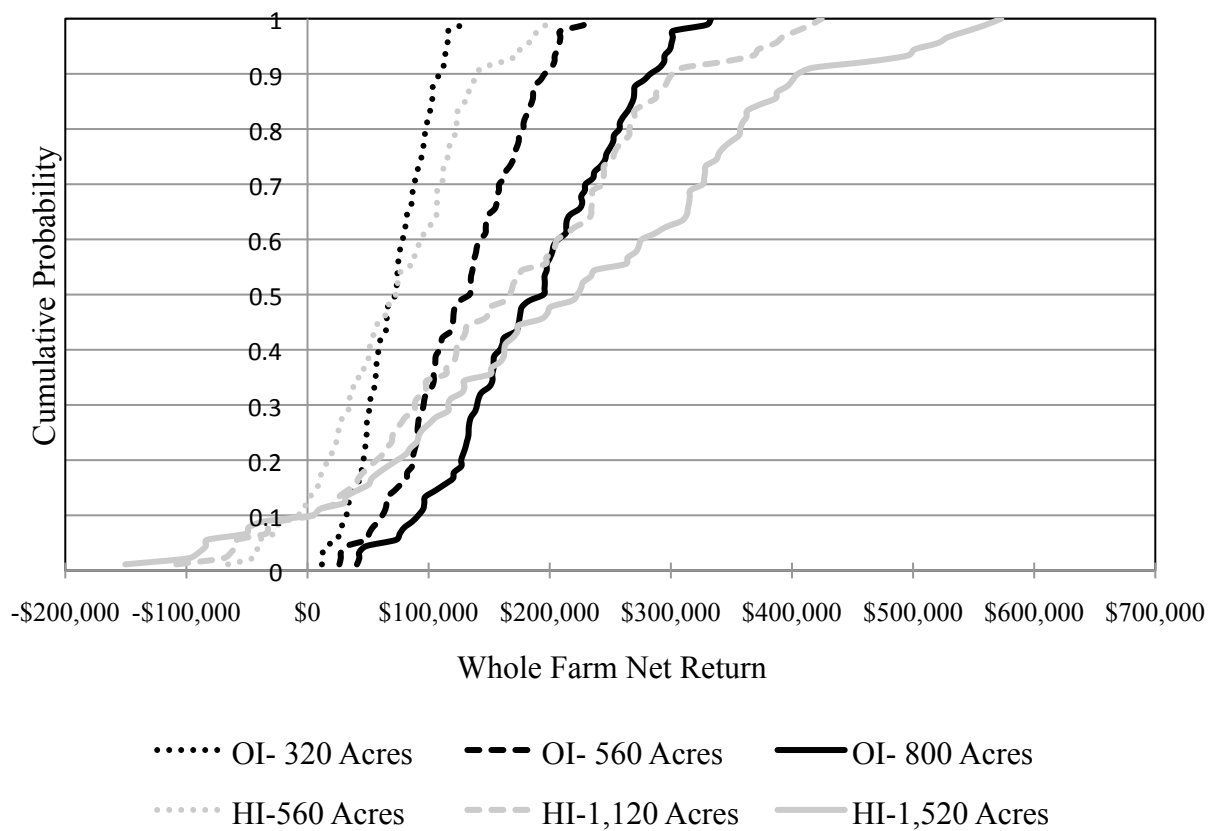 1
0.9
0.8
0.7
0.6
0.5
0.4
0.3
0.2
0.1
0
Cumulative Probability
-$200,000 -$100,000 $0 $100,000 $200,000 $300,000 $400,000 $500,000 $600,000 $700,000
Whole Farm Net Return
OI- 320 Acres OI- 560 Acres OI- 800 Acres
HI-560 Acres HI-1,120 Acres HI-1,520 Acres